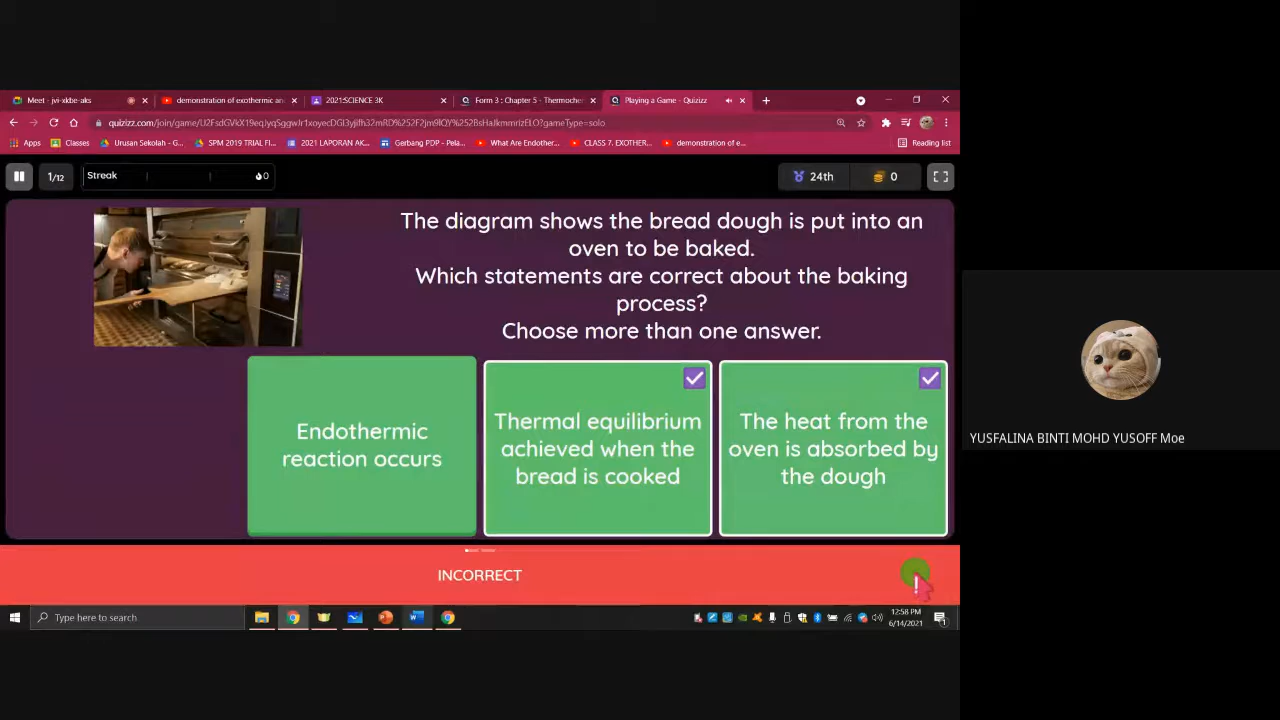 Meet - jvi-xkbe-aks
demonstration of exothermic an
2021:SCIENCE 3K
Form 3 : Chapter 5 - Thermocher
Playing a Game - Quizizz
Apps
Classes
Urusan Sekolah - G...
SPM 2019 TRIAL FI...
2021 LAPORAN AK...
Gerbang PDP - Pela...
What Are Endother...
CLASS 7. EXOTHER...
demonstration of e...
Reading list
1/12
Streak
0
24th
0
The diagram shows the bread dough is put into an
oven to be baked.
Which statements are correct about the baking
process?
Choose more than one answer.
Endothermic
reaction occurs
Thermal equilibrium
achieved when the
bread is cooked
The heat from the
oven is absorbed by
the dough
INCORRECT
YUSFALINA BINTI MOHD YUSOFF Moe
Type here to search
12:58 PM
6/14/2021